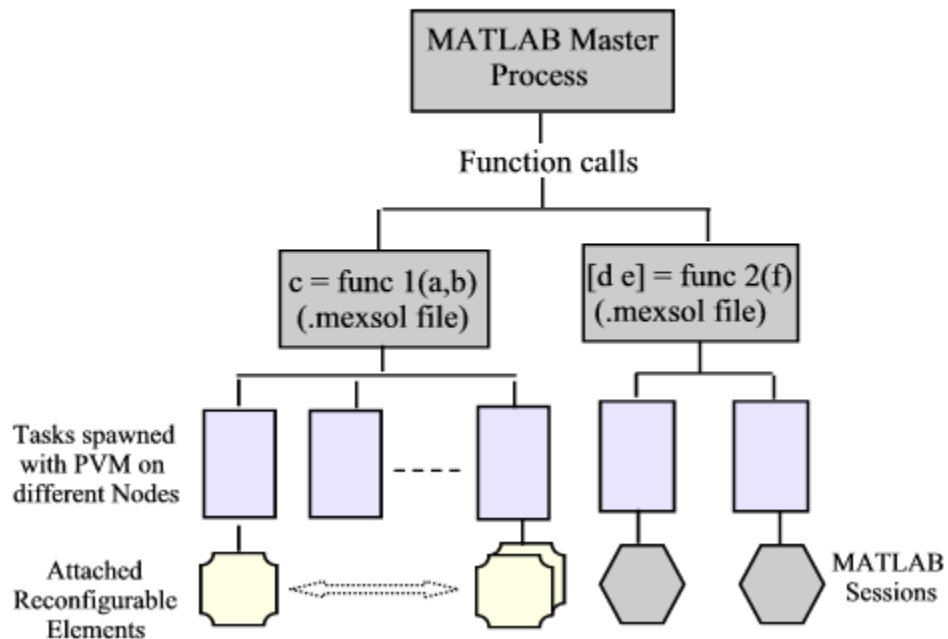 MATLAB Master
Process
Function calls
c = func 1(a,b)
(.mexsol file)
[d e] = func 2(f)
(.mexsol file)
Tasks spawned
with PVM on
different Nodes
Attached
Reconfigurable
Elements
MATLAB
Sessions